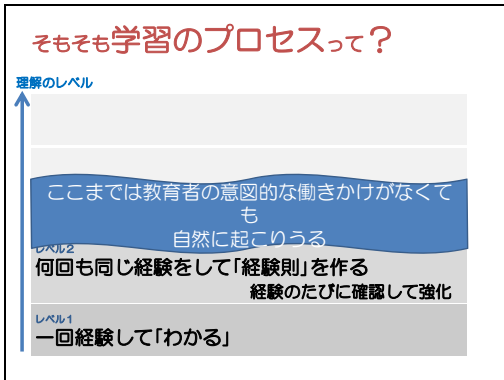 そもそも学習のプロセスって？
理解のレベル
ここまでは教育者の意図的な働きかけがなくて
も
自然に起こりうる
レベル2
何回も同じ経験をして｢経験則｣を作る
経験のたびに確認して強化
レベル1
一回経験して｢わかる｣